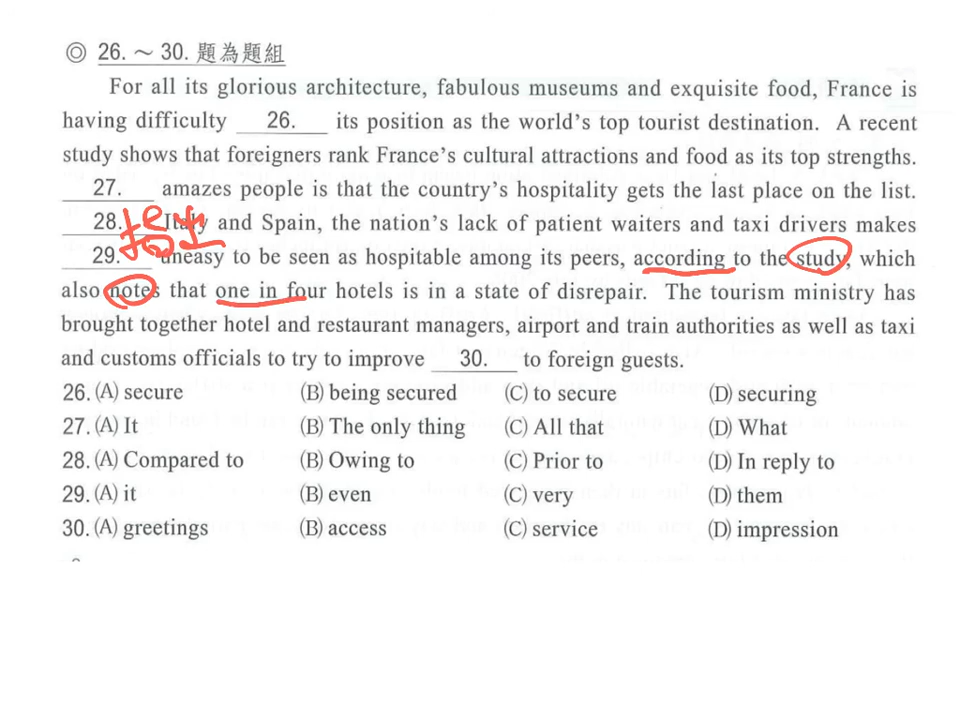 ◎ 26. ~ 30. 題為題組
For all its glorious architecture, fabulous museums and exquisite food, France is
having difficulty 26. its position as the world's top tourist destination. A recent
study shows that foreigners rank France's cultural attractions and food as its top strengths.
27. amazes people is that the country's hospitality gets the last place on the list.
28. Italy and Spain, the nation's lack of patient waiters and taxi drivers makes
指出
29. uneasy to be seen as hospitable among its peers, according to the study, which
also notes that one in four hotels is in a state of disrepair. The tourism ministry has
brought together hotel and restaurant managers, airport and train authorities as well as taxi
and customs officials to try to improve 30. to foreign guests.
26. (A) secure (B) being secured (C) to secure (D) securing
27. (A) It (B) The only thing (C) All that (D) What
28. (A) Compared to (B) Owing to (C) Prior to (D) In reply to
29. (A) it (B) even (C) very (D) them
30. (A) greetings (B) access (C) service (D) impression